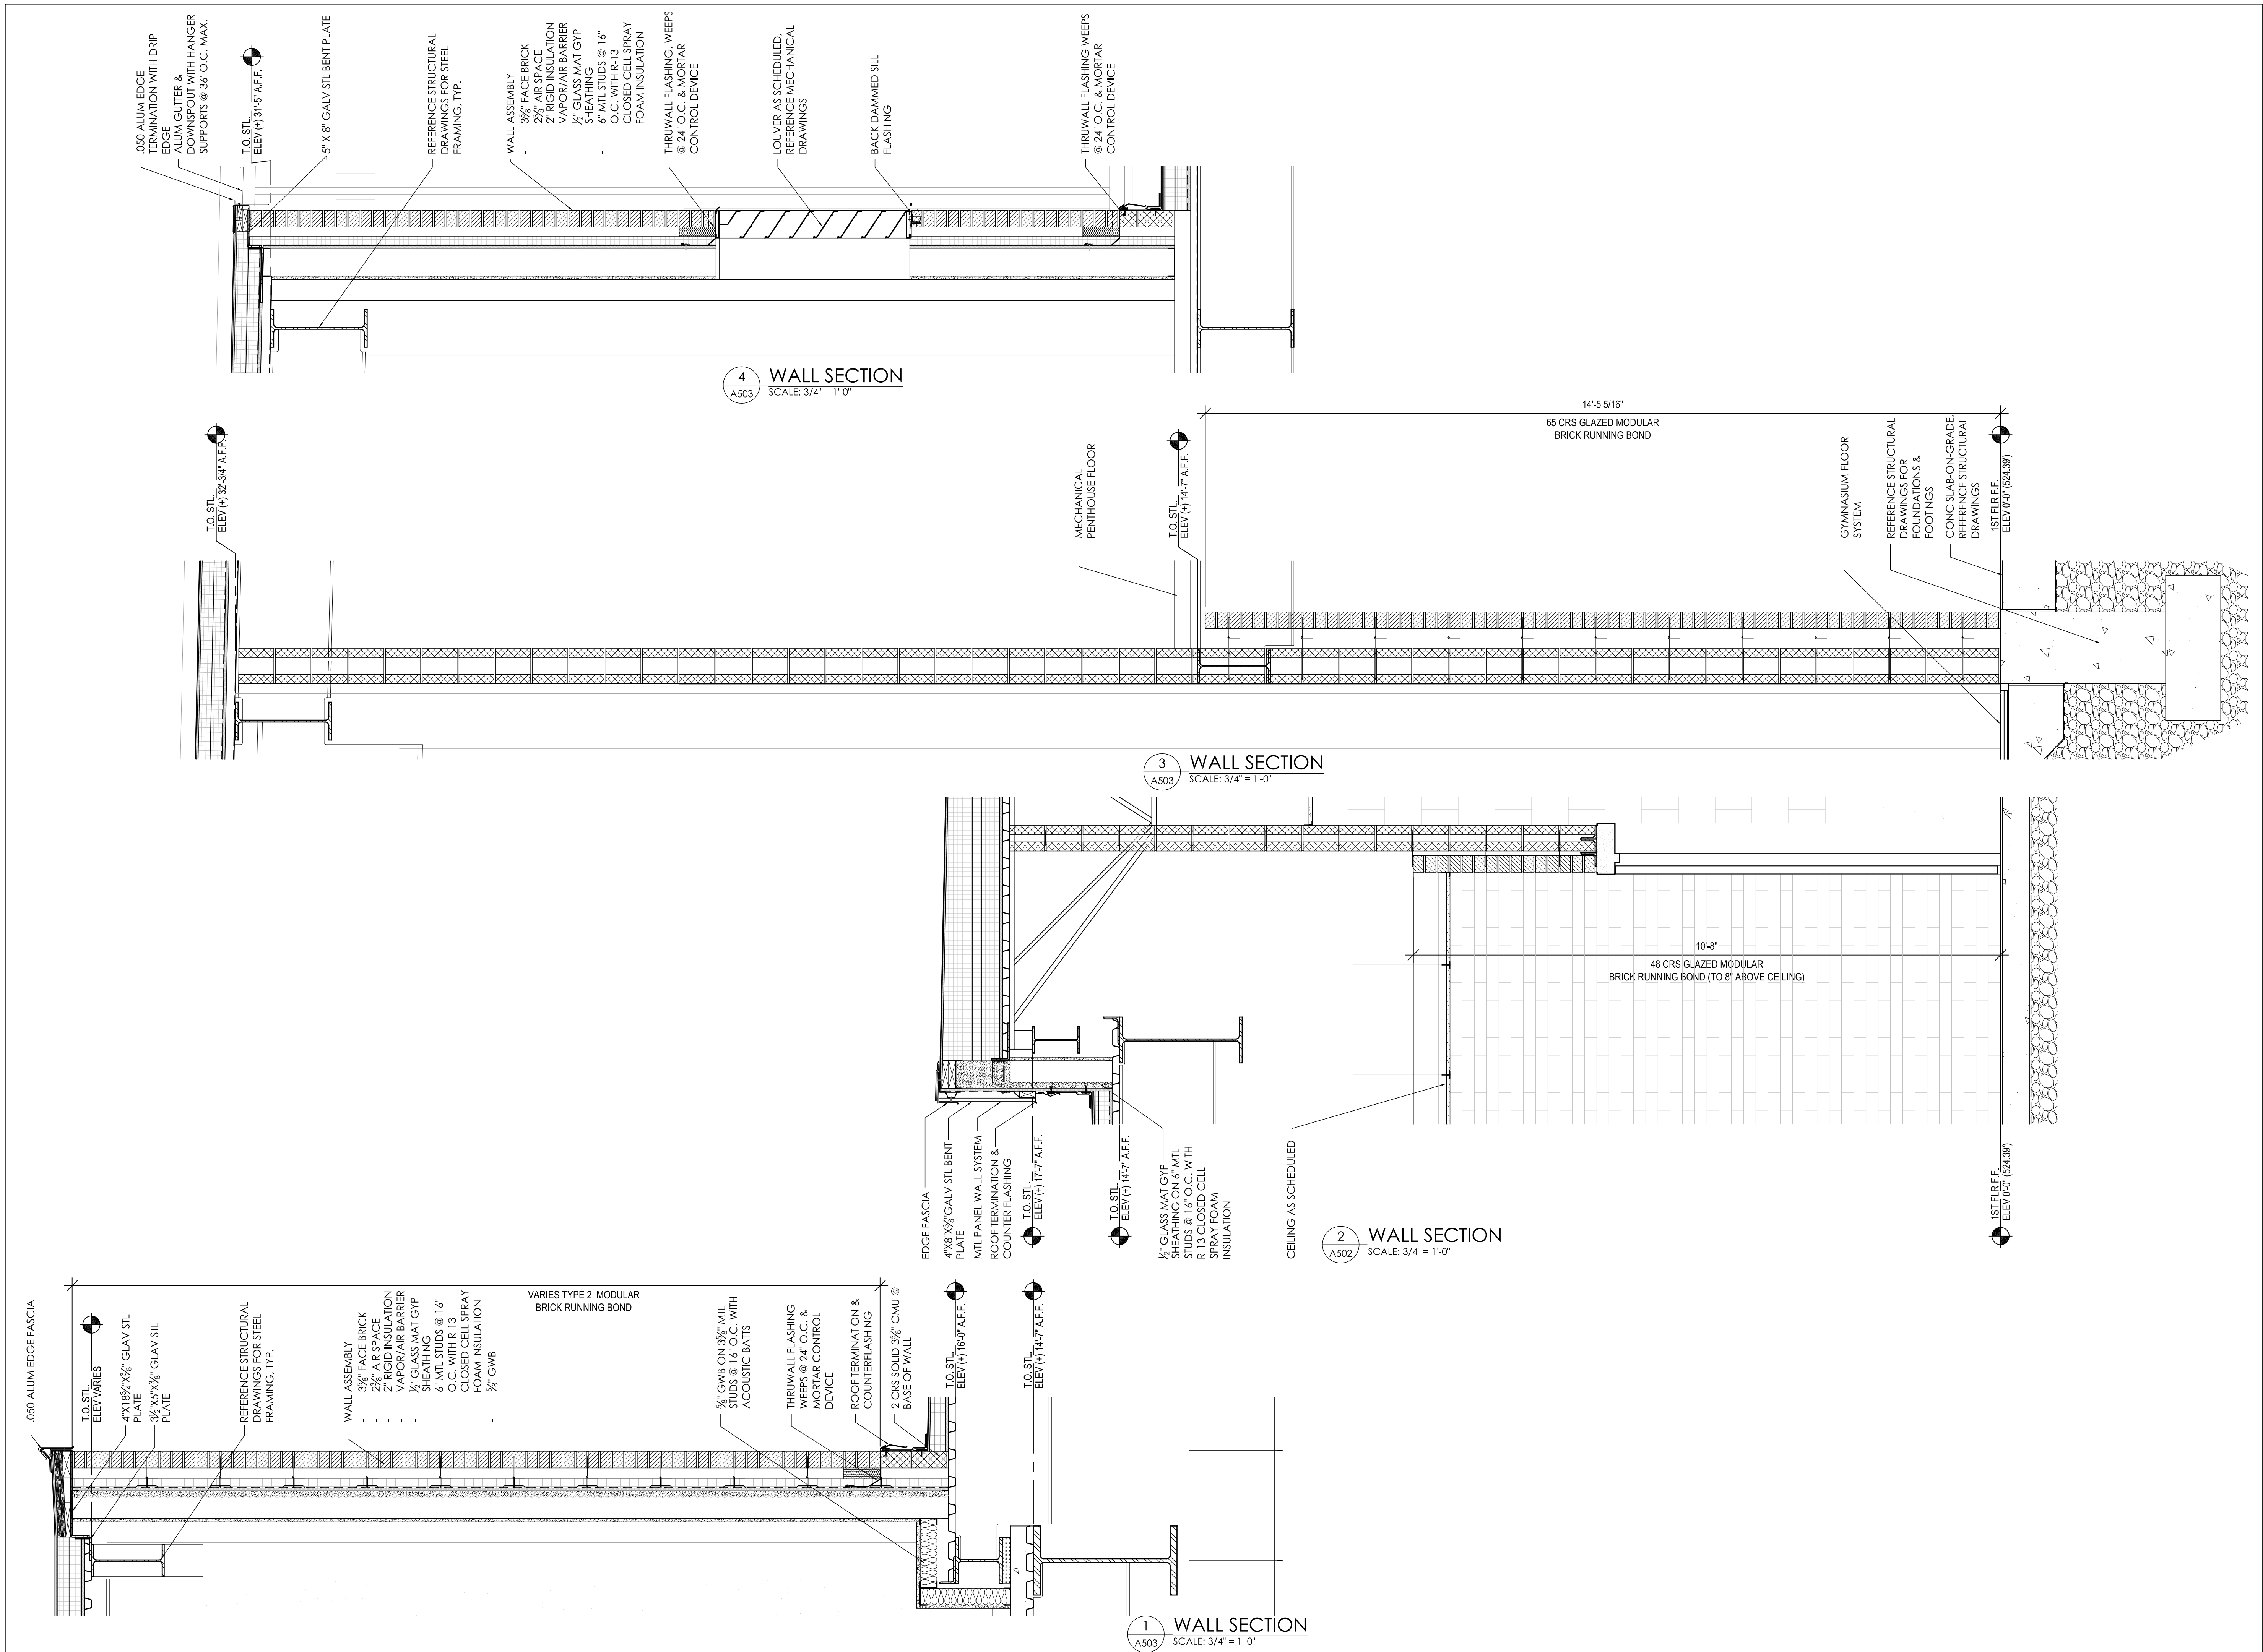 .050 ALUM EDGE
TERMINATION WITH DRIP
EDGE
ALUM GUTTER &
DOWNSPOUT WITH HANGER
SUPPORTS @ 36' O.C. MAX.
T.O. STL.
ELEV (+) 31'-5" A.F.F.
5" X 8" GALV STL BENT PLATE
REFERENCE STRUCTURAL
DRAWINGS FOR STEEL
FRAMING, TYP.
WALL ASSEMBLY
- 3⅝" FACE BRICK
- 2⅜" AIR SPACE
- 2" RIGID INSULATION
- VAPOR/AIR BARRIER
- ½" GLASS MAT GYP
SHEATHING
- 6" MTL STUDS @ 16"
O.C. WITH R-13
CLOSED CELL SPRAY
FOAM INSULATION
THRUWALL FLASHING, WEEPS
@ 24" O.C. & MORTAR
CONTROL DEVICE
LOUVER AS SCHEDULED,
REFERENCE MECHANICAL
DRAWINGS
BACK DAMMED SILL
FLASHING
THRUWALL FLASHING WEEPS
@ 24" O.C. & MORTAR
CONTROL DEVICE
4
A503
WALL SECTION
SCALE: 3/4" = 1'-0"
T.O. STL.
ELEV (+) 32'-3/4" A.F.F.
MECHANICAL
PENTHOUSE FLOOR
T.O. STL.
ELEV (+) 14'-7" A.F.F.
14'-5 5/16"
65 CRS GLAZED MODULAR
BRICK RUNNING BOND
GYMNASIUM FLOOR
SYSTEM
REFERENCE STRUCTURAL
DRAWINGS FOR
FOUNDATIONS &
FOOTINGS
CONC SLAB-ON-GRADE,
REFERENCE STRUCTURAL
DRAWINGS
1ST FLR F.F.
ELEV 0'-0" (524.39')
3
A503
WALL SECTION
SCALE: 3/4" = 1'-0"
10'-8"
48 CRS GLAZED MODULAR
BRICK RUNNING BOND (TO 8" ABOVE CEILING)
EDGE FASCIA
4"X8"X⅜"GALV STL BENT
PLATE
MTL PANEL WALL SYSTEM
ROOF TERMINATION &
COUNTER FLASHING
T.O. STL.
ELEV (+) 17'-7" A.F.F.
T.O. STL.
ELEV (+) 14'-7" A.F.F.
½" GLASS MAT GYP
SHEATHING ON 6" MTL
STUDS @ 16" O.C. WITH
R-13 CLOSED CELL
SPRAY FOAM
INSULATION
CEILING AS SCHEDULED
1ST FLR F.F.
ELEV 0'-0" (524.39')
2
A502
WALL SECTION
SCALE: 3/4" = 1'-0"
.050 ALUM EDGE FASCIA
T.O. STL.
ELEV VARIES
4"X18¾"X⅜" GLAV STL
PLATE
3½"X5"X⅜" GLAV STL
PLATE
REFERENCE STRUCTURAL
DRAWINGS FOR STEEL
FRAMING, TYP.
WALL ASSEMBLY
- 3⅝" FACE BRICK
- 2⅜" AIR SPACE
- 2" RIGID INSULATION
- VAPOR/AIR BARRIER
- ½" GLASS MAT GYP
SHEATHING
- 6" MTL STUDS @ 16"
O.C. WITH R-13
CLOSED CELL SPRAY
FOAM INSULATION
- ⅝" GWB
VARIES TYPE 2 MODULAR
BRICK RUNNING BOND
⅝" GWB ON 3⅝" MTL
STUDS @ 16" O.C. WITH
ACOUSTIC BATTS
THRUWALL FLASHING
WEEPS @ 24" O.C. &
MORTAR CONTROL
DEVICE
ROOF TERMINATION &
COUNTERFLASHING
2 CRS SOLID 3⅝" CMU @
BASE OF WALL
T.O. STL.
ELEV (+) 16'-0" A.F.F.
T.O. STL.
ELEV (+) 14'-7" A.F.F.
1
A503
WALL SECTION
SCALE: 3/4" = 1'-0"